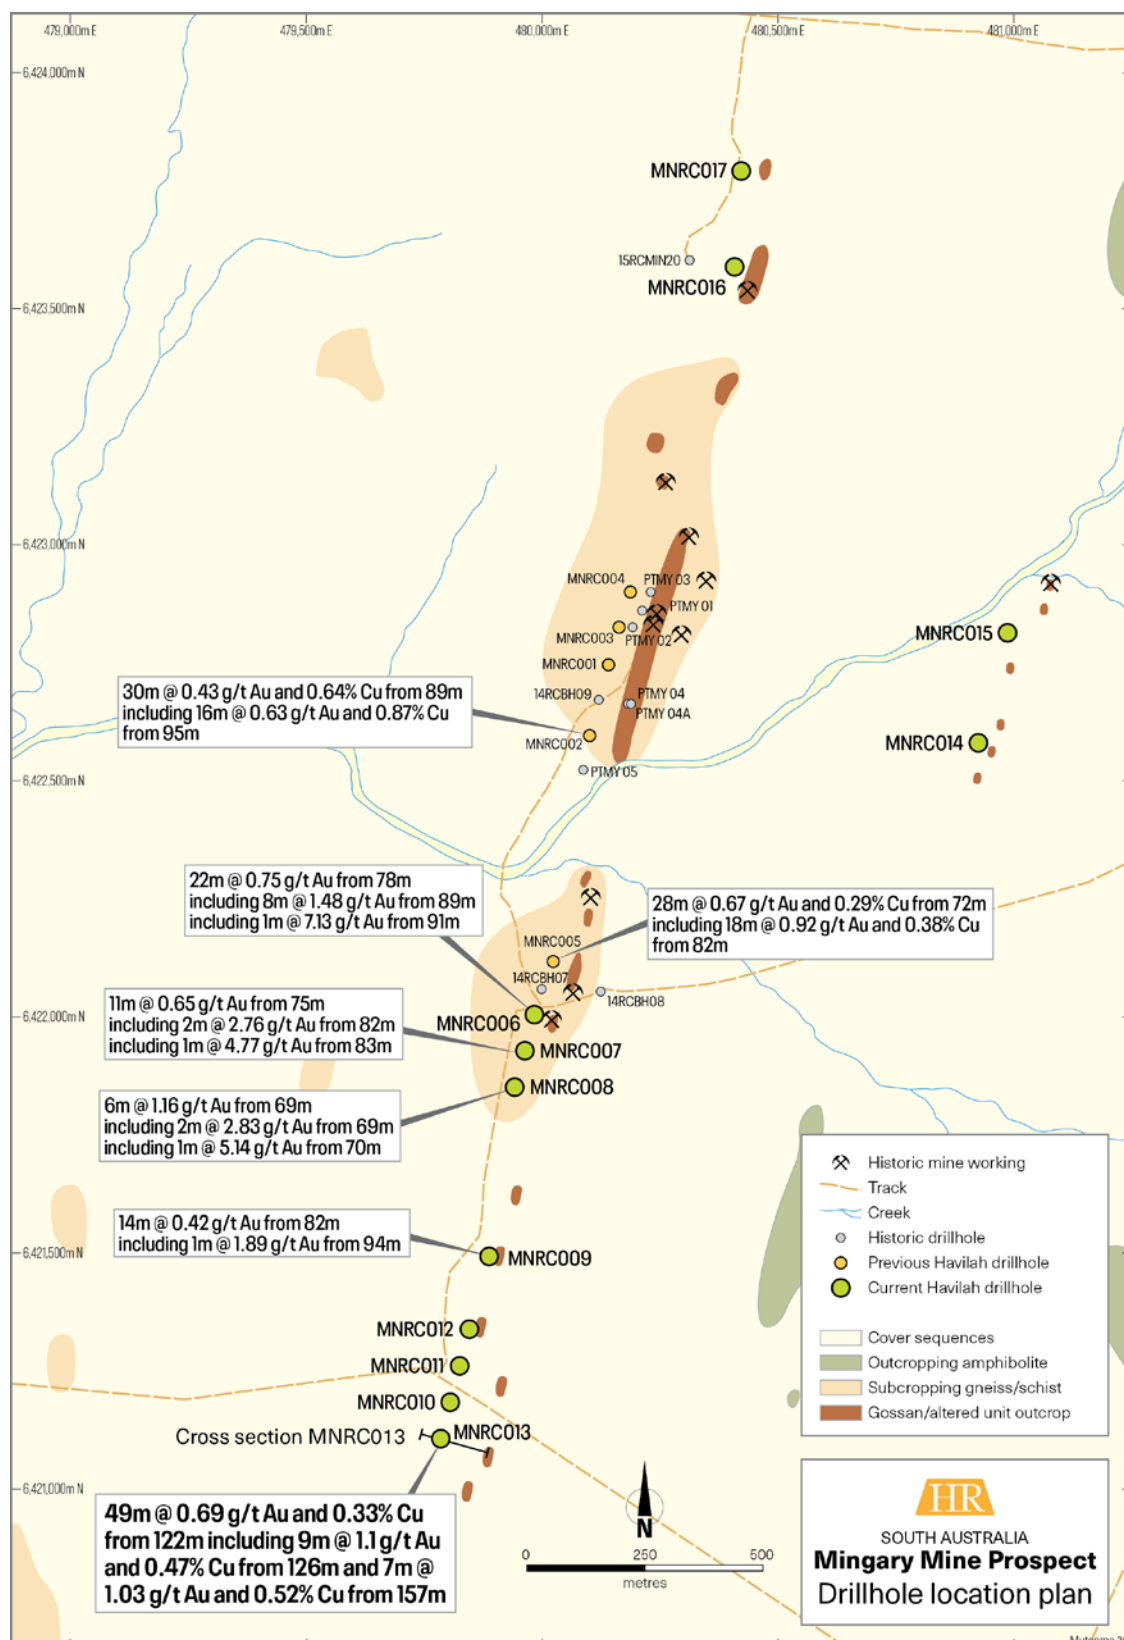 479,000m E
479,500m E
480,000m E
480,500m E
481,000m E
6,424,000m N
MNRC017
15RCMIN20
MNRC016
6,423,500m N
6,423,000m N
MNRC004
PTMY 03
PTMY 01
MNRC003
PTMY 02
MNRC015
MNRC001
30m @ 0.43 g/t Au and 0.64% Cu from 89m
including 16m @ 0.63 g/t Au and 0.87% Cu
from 95m
14RCBH09
PTMY 04
PTMY 04A
MNRC002
MNRC014
PTMY 05
6,422,500m N
22m @ 0.75 g/t Au from 78m
including 8m @ 1.48 g/t Au from 89m
including 1m @ 7.13 g/t Au from 91m
28m @ 0.67 g/t Au and 0.29% Cu from 72m
including 18m @ 0.92 g/t Au and 0.38% Cu
from 82m
MNRC005
14RCBH07
14RCBH08
11m @ 0.65 g/t Au from 75m
including 2m @ 2.76 g/t Au from 82m
including 1m @ 4.77 g/t Au from 83m
6,422,000m N
MNRC006
MNRC007
MNRC008
6m @ 1.16 g/t Au from 69m
including 2m @ 2.83 g/t Au from 69m
including 1m @ 5.14 g/t Au from 70m
14m @ 0.42 g/t Au from 82m
including 1m @ 1.89 g/t Au from 94m
6,421,500m N
MNRC009
MNRC012
MNRC011
MNRC010
Cross section MNRC013
MNRC013
6,421,000m N
49m @ 0.69 g/t Au and 0.33% Cu
from 122m including 9m @ 1.1 g/t Au
and 0.47% Cu from 126m and 7m @
1.03 g/t Au and 0.52% Cu from 157m
N
0 250 500
metres
Historic mine working
Track
Creek
Historic drillhole
Previous Havilah drillhole
Current Havilah drillhole
Cover sequences
Outcropping amphibolite
Subcropping gneiss/schist
Gossan/altered unit outcrop
HR
SOUTH AUSTRALIA
Mingary Mine Prospect
Drillhole location plan